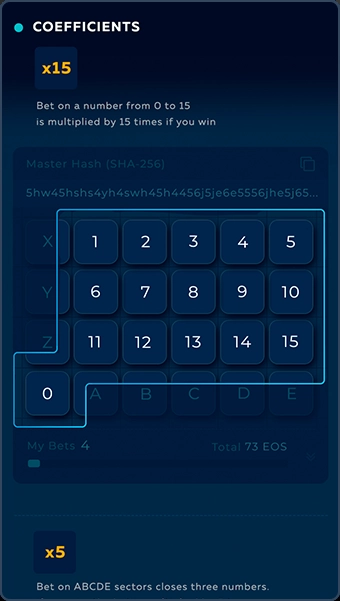 COEFFICIENTS
x15
Bet on a number from 0 to 15
is multiplied by 15 times if you win
Master Hash [SHA-256]
5hw45hshs4yh4swh45h4456j5je6e5556jhe5j65...
X 1 2 3 4 5
Y 6 7 8 9 10
Z 11 12 13 14 15
0 A B C D E
My Bets 4 Total 73 EOS
x5
Bet on ABCDE sectors closes three numbers.